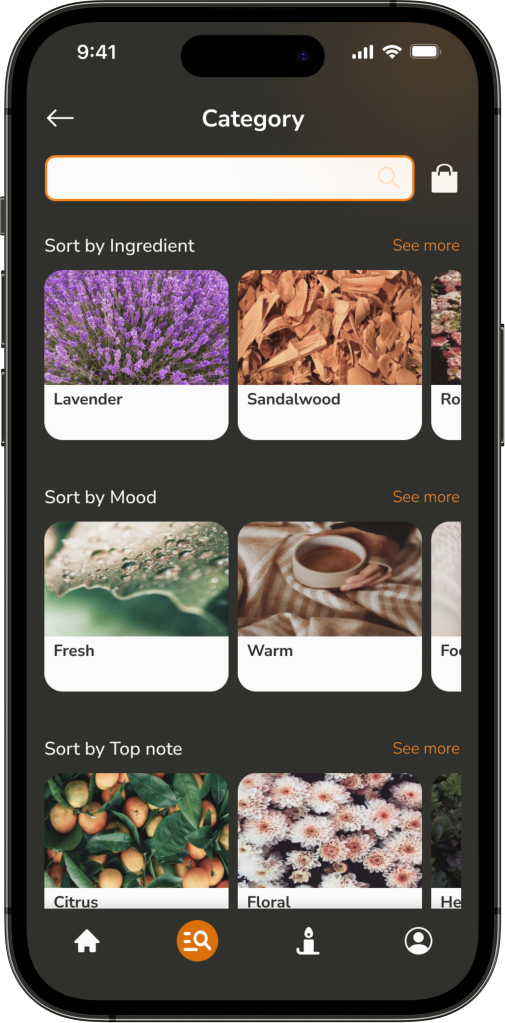 9:41
Category
Sort by Ingredient See more
Lavender Sandalwood Ro
Sort by Mood See more
Fresh Warm Foc
Sort by Top note See more
Citrus Floral He